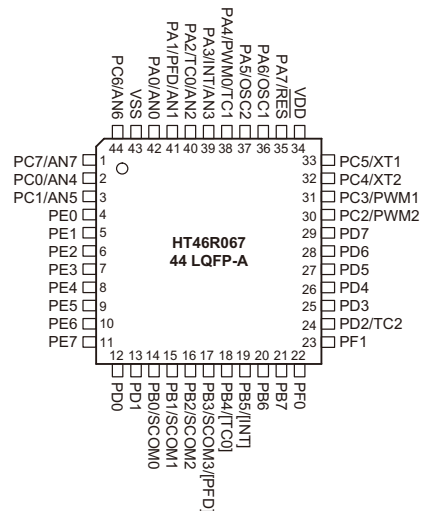 PC6/AN6
VSS
PA0/AN0
PA1/PFD/AN1
PA2/TC0/AN2
PA3/INT/AN3
PA4/PWM0/TC1
PA5/OSC2
PA6/OSC1
PA7/RES
VDD
44 43 42 41 40 39 38 37 36 35 34
PC7/AN7 1
PC0/AN4 2
PC1/AN5 3
PE0 4
PE1 5
PE2 6
PE3 7
PE4 8
PE5 9
PE6 10
PE7 11
HT46R067
44 LQFP-A
33 PC5/XT1
32 PC4/XT2
31 PC3/PWM1
30 PC2/PWM2
29 PD7
28 PD6
27 PD5
26 PD4
25 PD3
24 PD2/TC2
23 PF1
12 13 14 15 16 17 18 19 20 21 22
PD0
PD1
PB0/SCOM0
PB1/SCOM1
PB2/SCOM2
PB3/SCOM3/[PFD]
PB4/[TC0]
PB5/[INT]
PB6
PB7
PF0